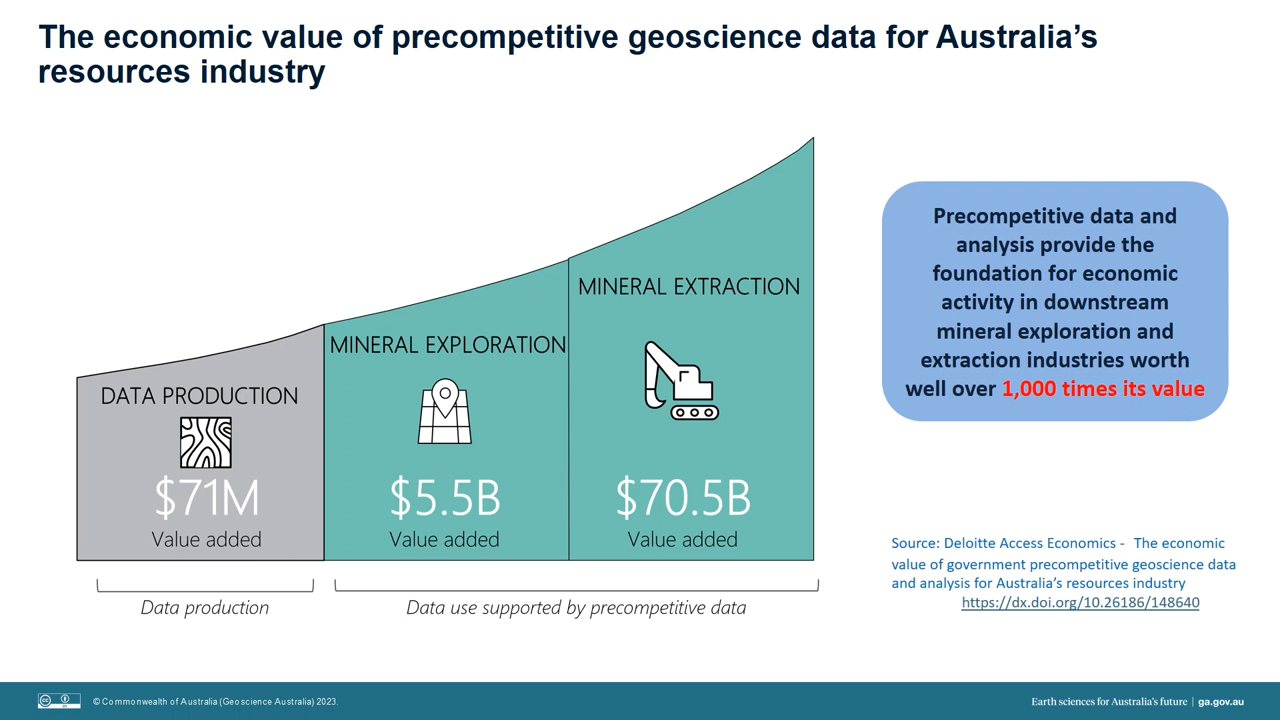 The economic value of precompetitive geoscience data for Australia’s
resources industry
DATA PRODUCTION
$71M
Value added
MINERAL EXPLORATION
$5.5B
Value added
MINERAL EXTRACTION
$70.5B
Value added
Data production
Data use supported by precompetitive data
Precompetitive data and
analysis provide the
foundation for economic
activity in downstream
mineral exploration and
extraction industries worth
well over 1,000 times its value
Source: Deloitte Access Economics - The economic
value of government precompetitive geoscience data
and analysis for Australia’s resources industry
https://dx.doi.org/10.26186/148640
cc BY
© Commonwealth of Australia (Geoscience Australia) 2023.
Earth sciences for Australia’s future | ga.gov.au